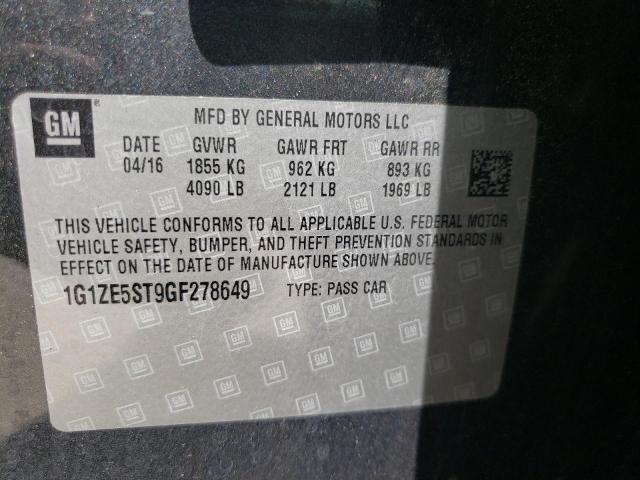 GM ®
MFD BY GENERAL MOTORS LLC
DATE GVWR GAWR FRT GAWR RR
04/16 1855 KG 962 KG 893 KG
4090 LB 2121 LB 1969 LB
THIS VEHICLE CONFORMS TO ALL APPLICABLE U.S. FEDERAL MOTOR
VEHICLE SAFETY, BUMPER, AND THEFT PREVENTION STANDARDS IN
EFFECT ON THE DATE OF MANUFACTURE SHOWN ABOVE.
1G1ZE5ST9GF278649 TYPE: PASS CAR